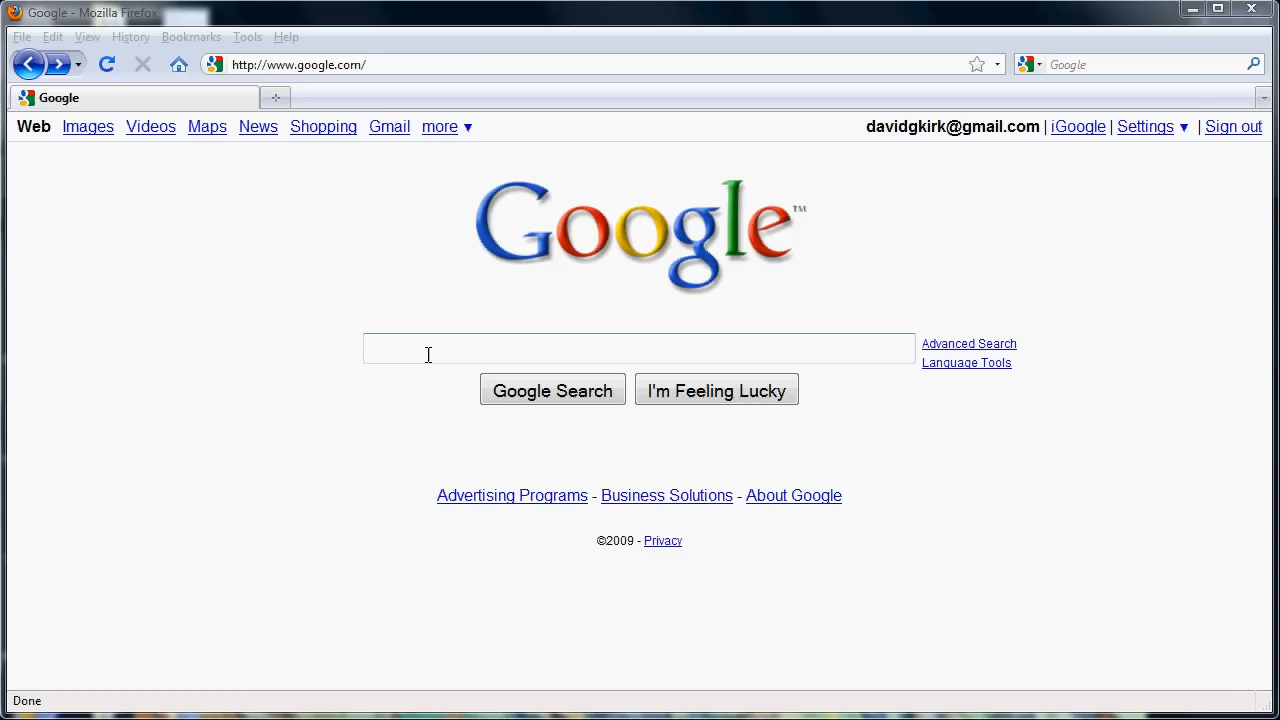 Google - Mozilla Firefox
File Edit View History Bookmarks Tools Help
http://www.google.com/ Google
Google
Web Images Videos Maps News Shopping Gmail more ▼ davidgkirk@gmail.com | iGoogle | Settings ▼ | Sign out
Google™
Advanced Search
Language Tools
Google Search I'm Feeling Lucky
Advertising Programs - Business Solutions - About Google
©2009 - Privacy
Done